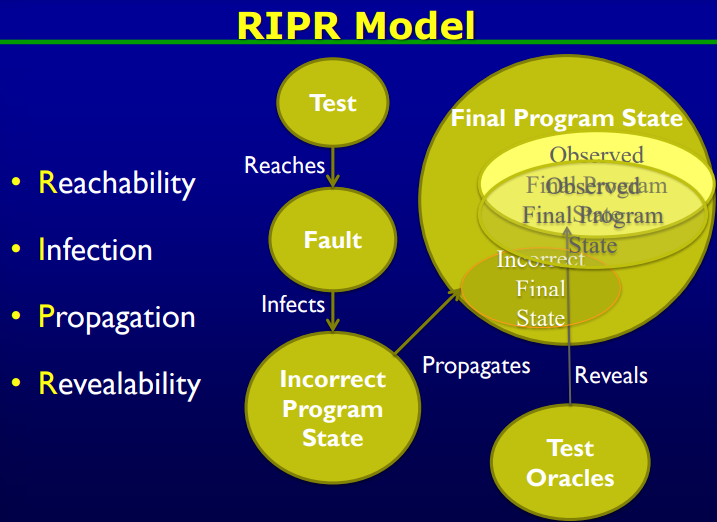 RIPR Model
• Reachability
• Infection
• Propagation
• Revealability
Test
Reaches
Fault
Infects
Incorrect
Program
State
Propagates
Final Program State
Observed
Final Program
State
Observed
Final Program
State
Incorrect
Final
State
Reveals
Test
Oracles